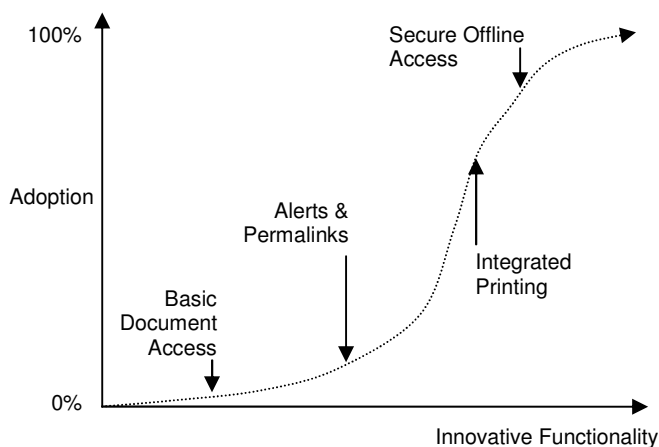 100%
Secure Offline
Access
Adoption
Alerts &
Permalinks
Integrated
Printing
Basic
Document
Access
0%
Innovative Functionality